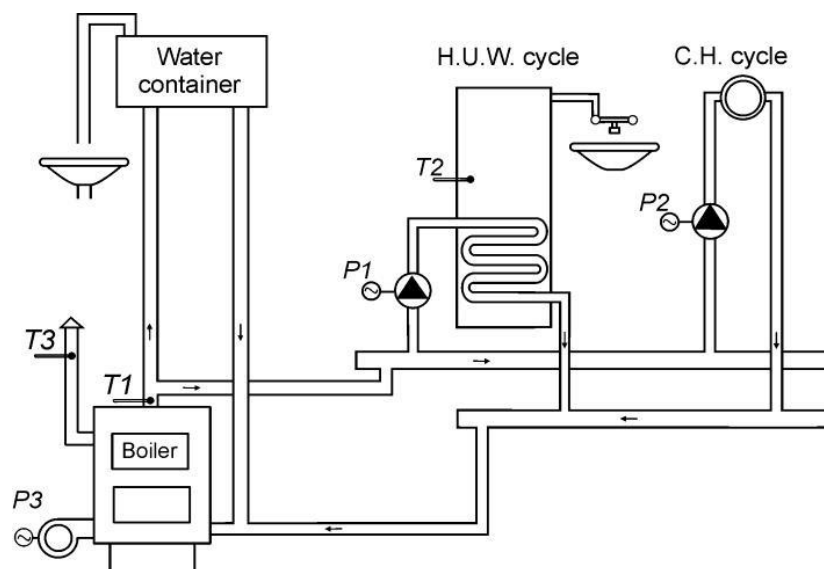 Water
container
H.U.W. cycle
C.H. cycle
T2
P2
P1
T3
T1
Boiler
P3